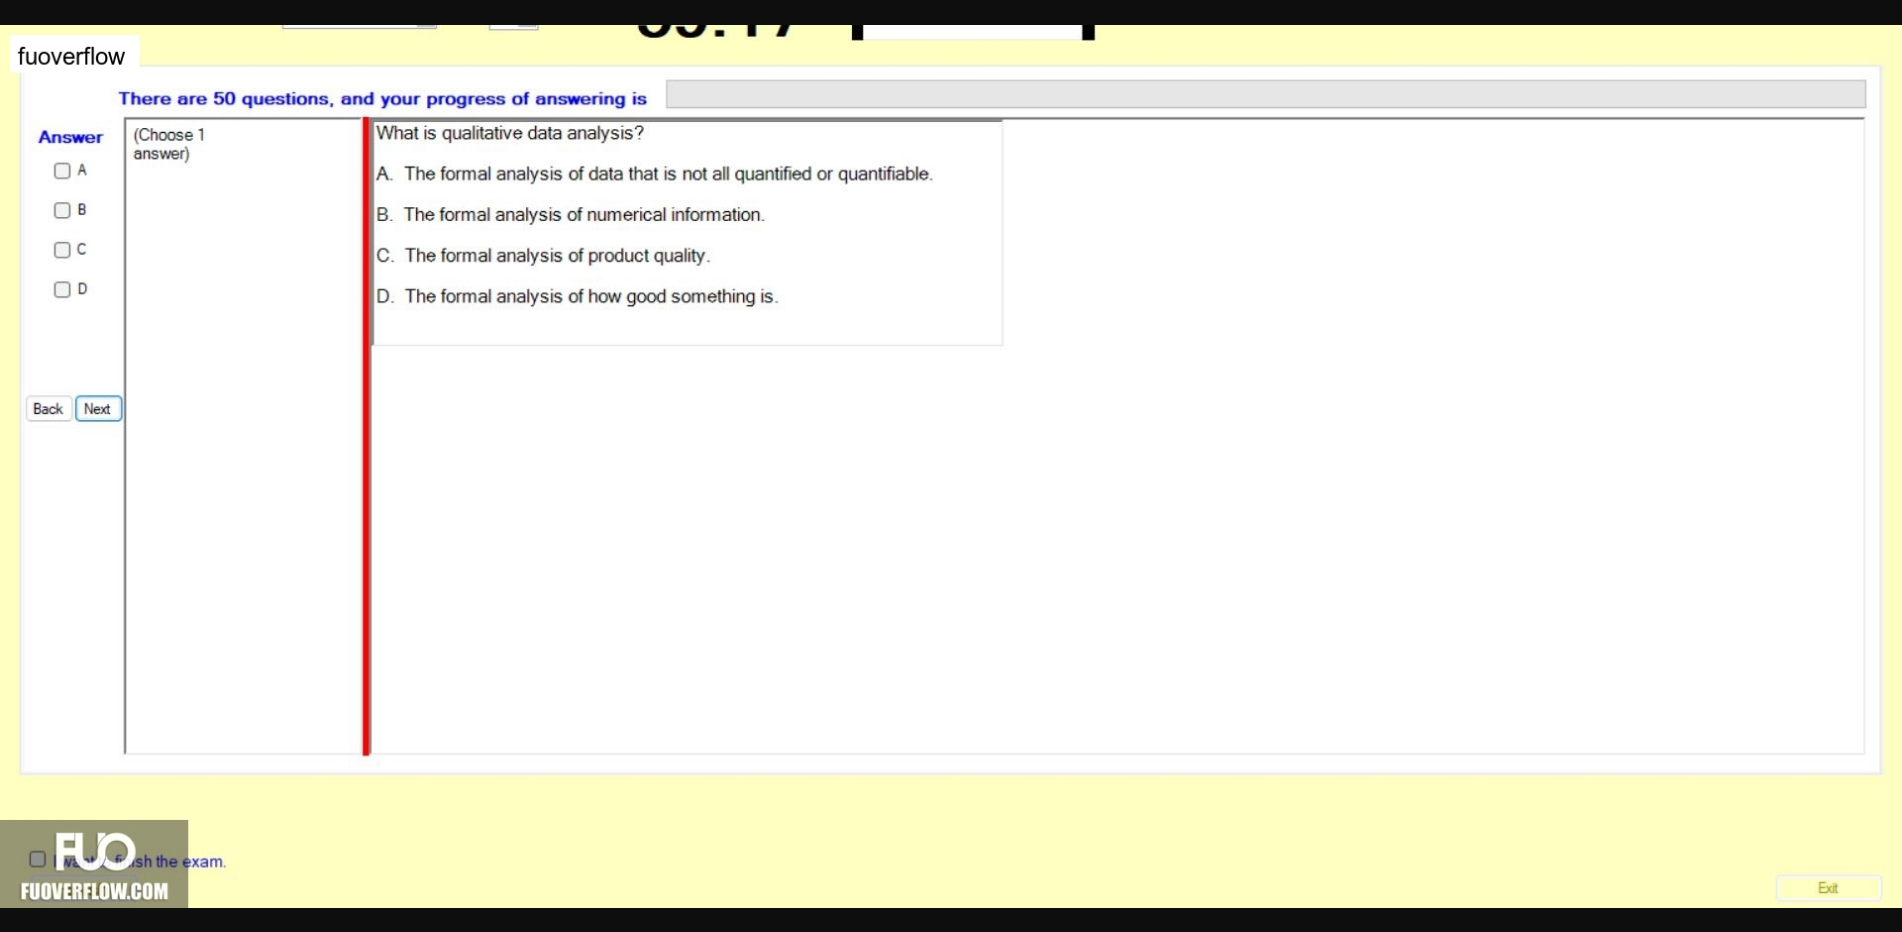 fuoverflow
There are 50 questions, and your progress of answering is
Answer
(Choose 1
answer)
A
B
C
D
Back
Next
What is qualitative data analysis?
A. The formal analysis of data that is not all quantified or quantifiable.
B. The formal analysis of numerical information.
C. The formal analysis of product quality.
D. The formal analysis of how good something is.
FUO
I want finish the exam.
FUOVERFLOW.COM
Exit